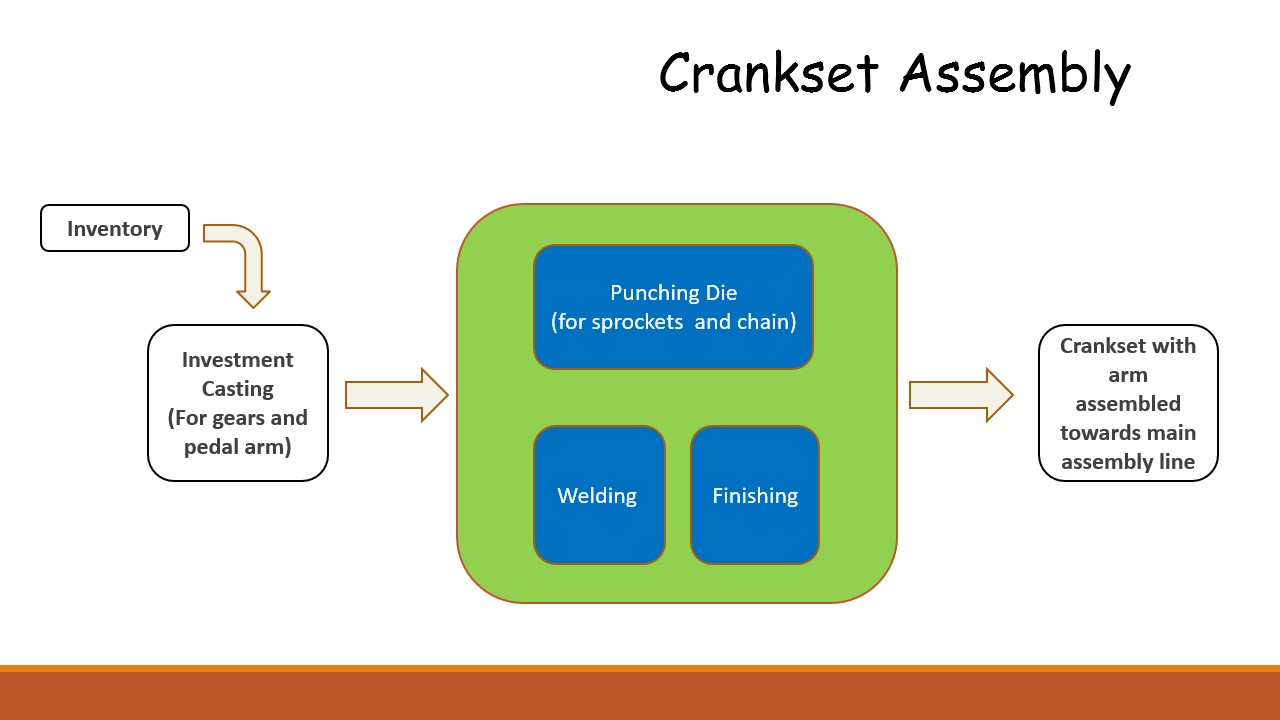 Crankset Assembly
Inventory
Investment
Casting
(For gears and
pedal arm)
Punching Die
(for sprockets  and chain)
Welding
Finishing
Crankset with
arm
assembled
towards main
assembly line